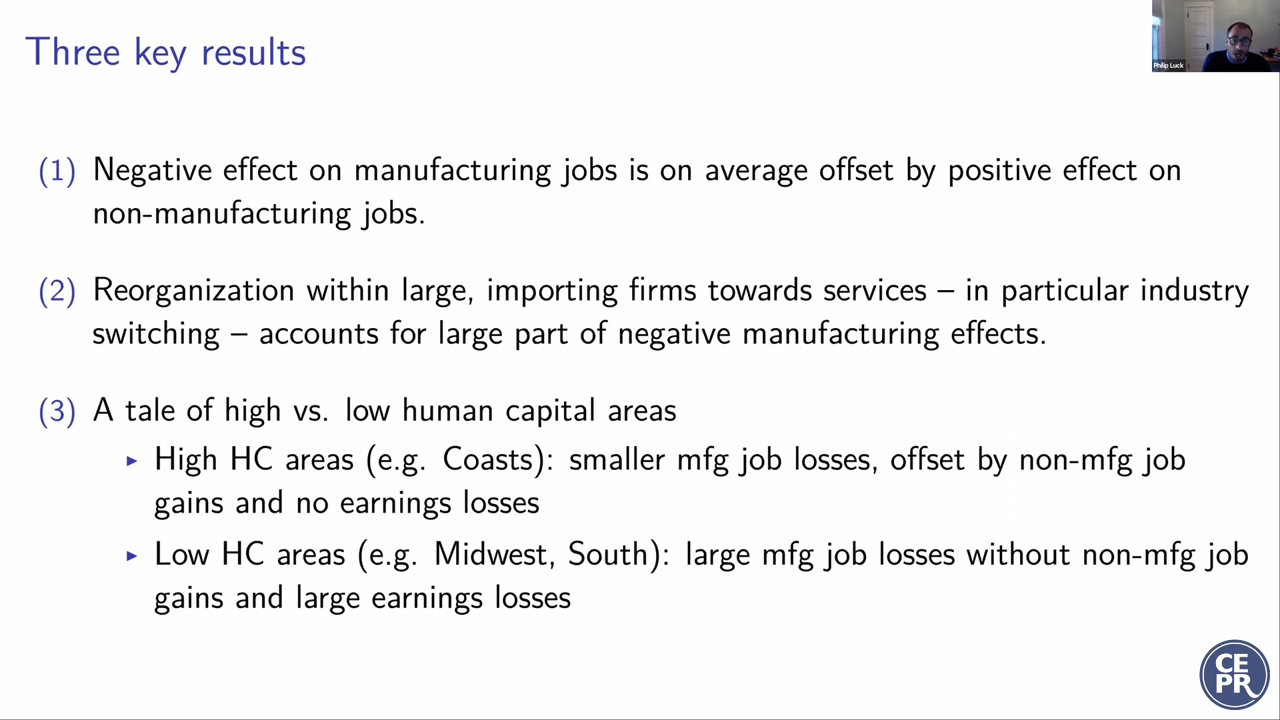 Three key results
Philip Luck
(1) Negative effect on manufacturing jobs is on average offset by positive effect on
non-manufacturing jobs.
(2) Reorganization within large, importing firms towards services – in particular industry
switching – accounts for large part of negative manufacturing effects.
(3) A tale of high vs. low human capital areas
▸ High HC areas (e.g. Coasts): smaller mfg job losses, offset by non-mfg job
gains and no earnings losses
▸ Low HC areas (e.g. Midwest, South): large mfg job losses without non-mfg job
gains and large earnings losses
CE
PR